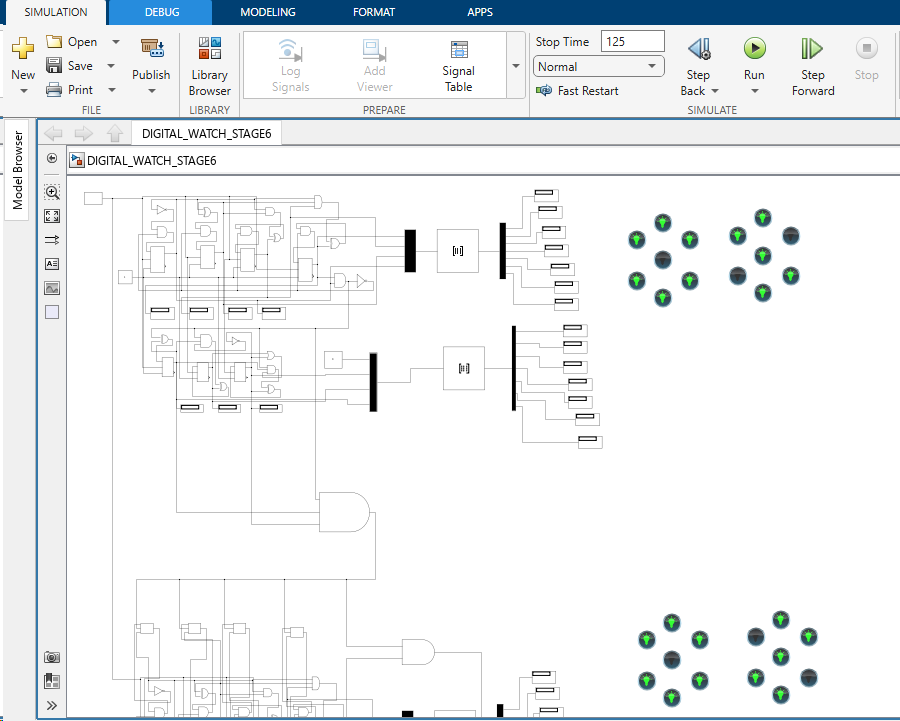 SIMULATION DEBUG MODELING FORMAT APPS
New
Open
Save
Print
FILE
Publish
Library
Browser
LIBRARY
Log
Signals
Add
Viewer
Signal
Table
PREPARE
Stop Time 125
Normal
Fast Restart
Step
Back
Run
Step
Forward
Stop
SIMULATE
Model Browser
DIGITAL_WATCH_STAGE6
DIGITAL_WATCH_STAGE6